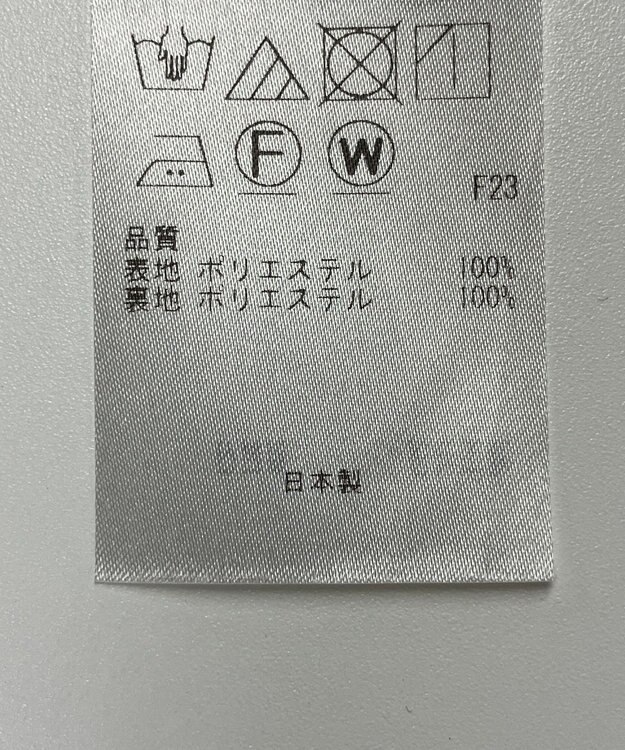 F W F23
品質
表地 ポリエステル 100%
裏地 ポリエステル 100%
日本製